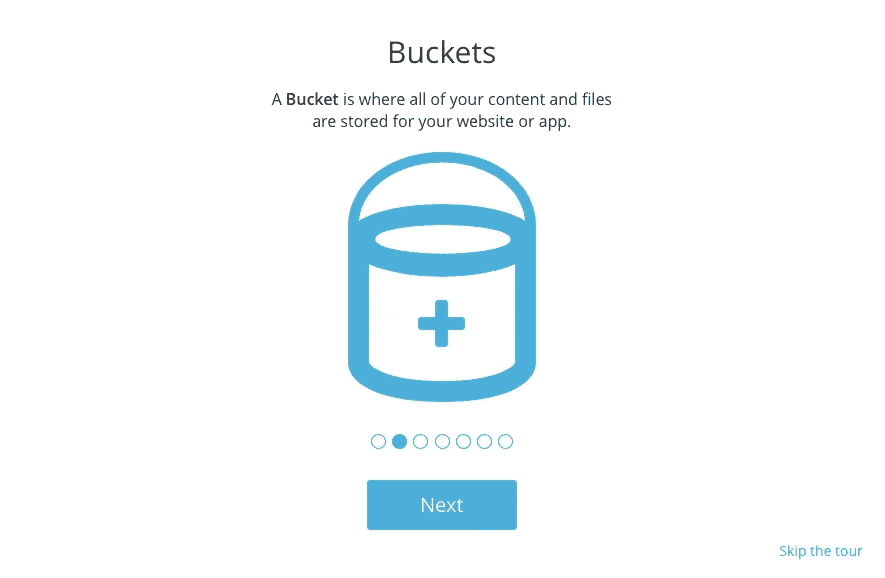 Buckets
A Bucket is where all of your content and files
are stored for your website or app.
Next
Skip the tour